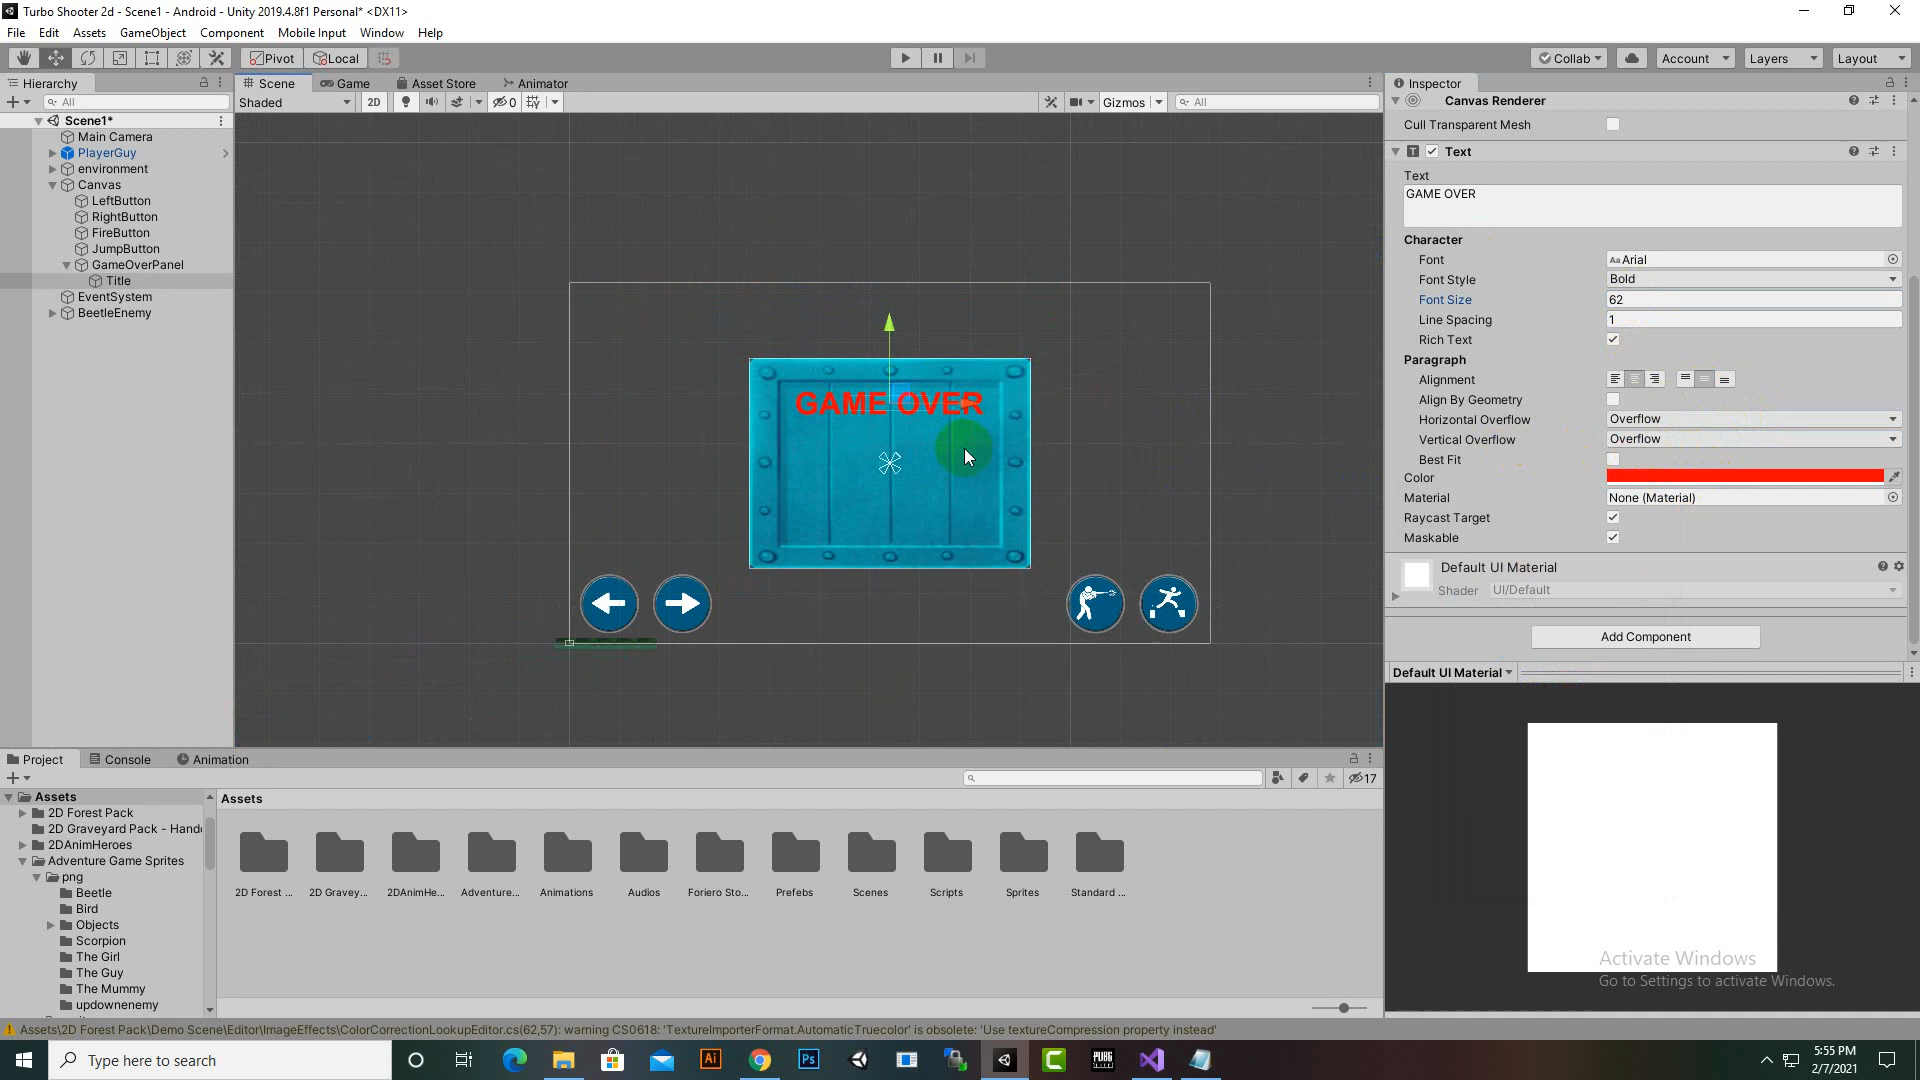 Turbo Shooter 2d - Scene1 - Android - Unity 2019.4.8f1 Personal* <DX11>
File Edit Assets GameObject Component Mobile Input Window Help
Pivot Local Collab Account Layers Layout
Hierarchy
All
Scene1*
Main Camera
PlayerGuy
environment
Canvas
LeftButton
RightButton
FireButton
JumpButton
GameOverPanel
Title
EventSystem
BeetleEnemy
Scene Game Asset Store Animator
Shaded 2D 0 Gizmos All
GAME OVER
Inspector
Canvas Renderer
Cull Transparent Mesh
Text
Text
GAME OVER
Character
Font Arial
Font Style Bold
Font Size 62
Line Spacing 1
Rich Text
Paragraph
Alignment
Align By Geometry
Horizontal Overflow Overflow
Vertical Overflow Overflow
Best Fit
Color
Material None (Material)
Raycast Target
Maskable
Default UI Material
Shader UI/Default
Add Component
Default UI Material
Project Console Animation
17
Assets
2D Forest Pack
2D Graveyard Pack - Hand
2DAnimHeroes
Adventure Game Sprites
png
Beetle
Bird
Objects
Scorpion
The Girl
The Guy
The Mummy
updownenemy
Assets
2D Forest ... 2D Gravey... 2DAnimHe... Adventure... Animations Audios Foriero Sto... Prefebs Scenes Scripts Sprites Standard ...
Activate Windows
Go to Settings to activate Windows.
Assets\2D Forest Pack\Demo Scene\Editor\ImageEffects\ColorCorrectionLookupEditor.cs(62,57): warning CS0618: 'TextureImporterFormat.AutomaticTruecolor' is obsolete: 'Use textureCompression property instead'
Type here to search
Ai
Ps
PUBG
5:55 PM
2/7/2021